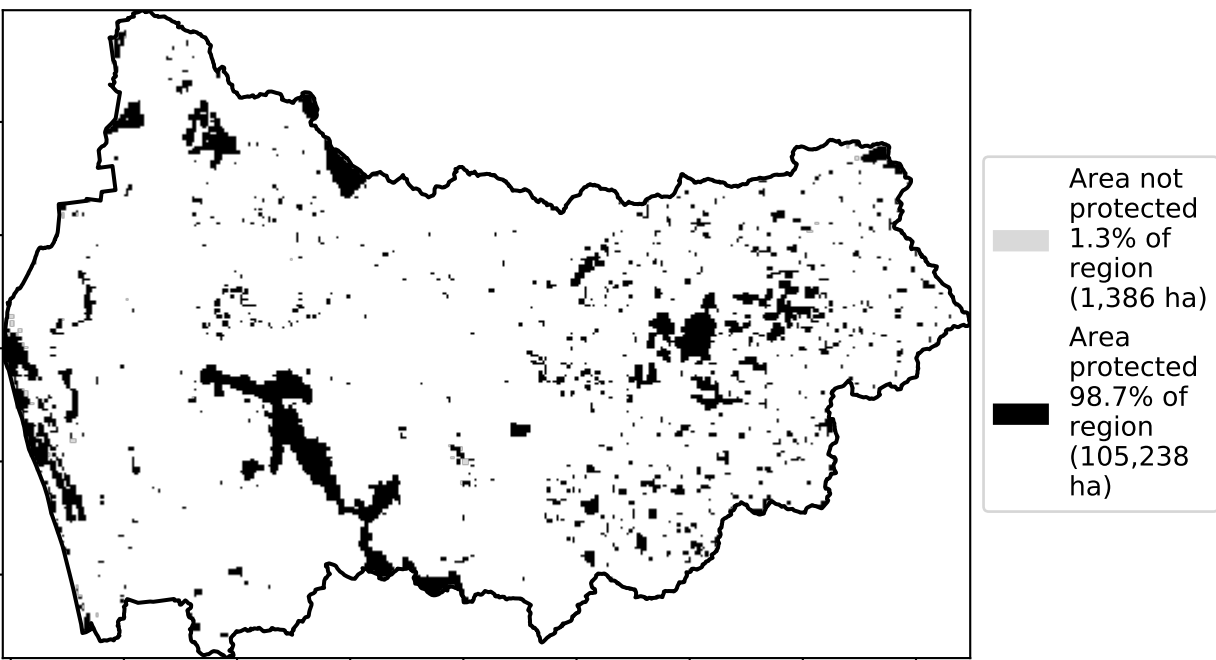 Area not
protected
1.3% of
region
(1,386 ha)
Area
protected
98.7% of
region
(105,238
ha)